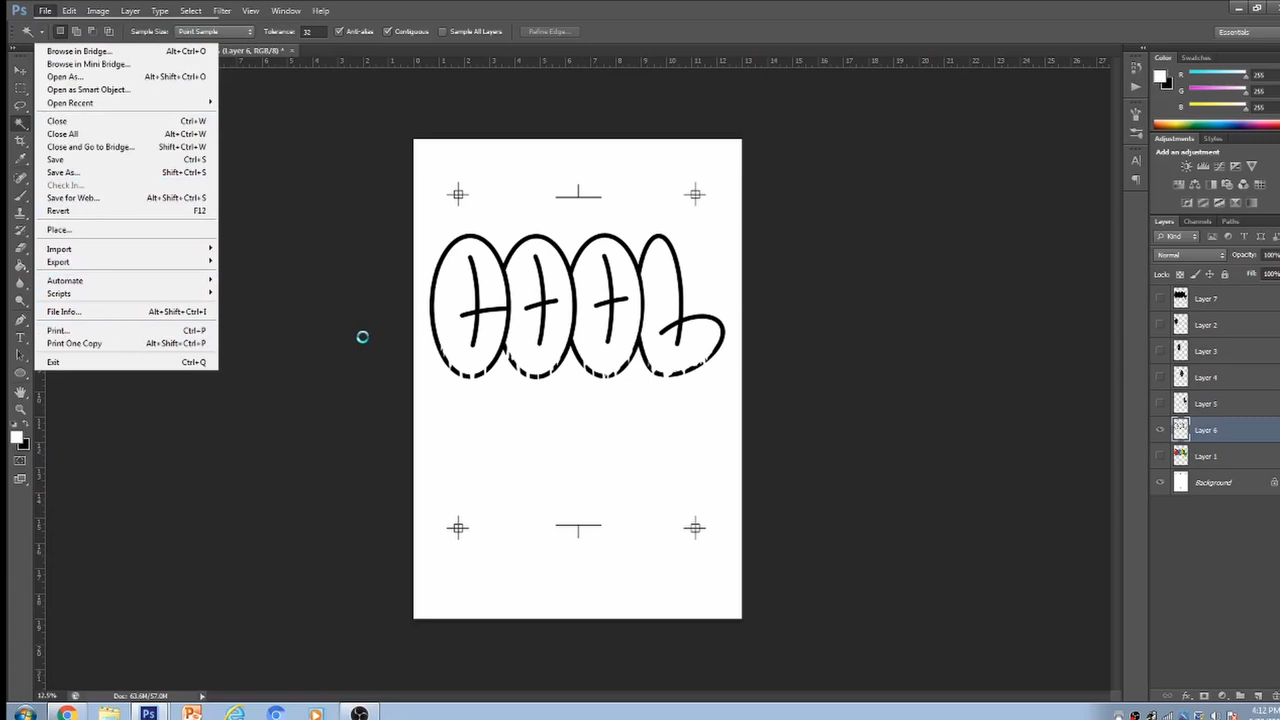 Ps File Edit Image Layer Type Select Filter View Window Help
Sample Size: Point Sample Tolerance: 32 Anti-alias Contiguous Sample All Layers Refine Edge... Essentials
(Layer 6, RGB/8) * ×
Browse in Bridge... Alt+Ctrl+O
Browse in Mini Bridge...
Open As... Alt+Shift+Ctrl+O
Open as Smart Object...
Open Recent
Close Ctrl+W
Close All Alt+Ctrl+W
Close and Go to Bridge... Shift+Ctrl+W
Save Ctrl+S
Save As... Shift+Ctrl+S
Check In...
Save for Web... Alt+Shift+Ctrl+S
Revert F12
Place...
Import
Export
Automate
Scripts
File Info... Alt+Shift+Ctrl+I
Print... Ctrl+P
Print One Copy Alt+Shift+Ctrl+P
Exit Ctrl+Q
Color Swatches
R 255
G 255
B 255
Adjustments Styles
Add an adjustment
Layers Channels Paths
Kind
Normal Opacity: 100%
Lock: Fill: 100%
Layer 7
Layer 2
Layer 3
Layer 4
Layer 5
Layer 6
Layer 1
Background
12.5% Doc: 63.6M/57.0M
4:12 PM